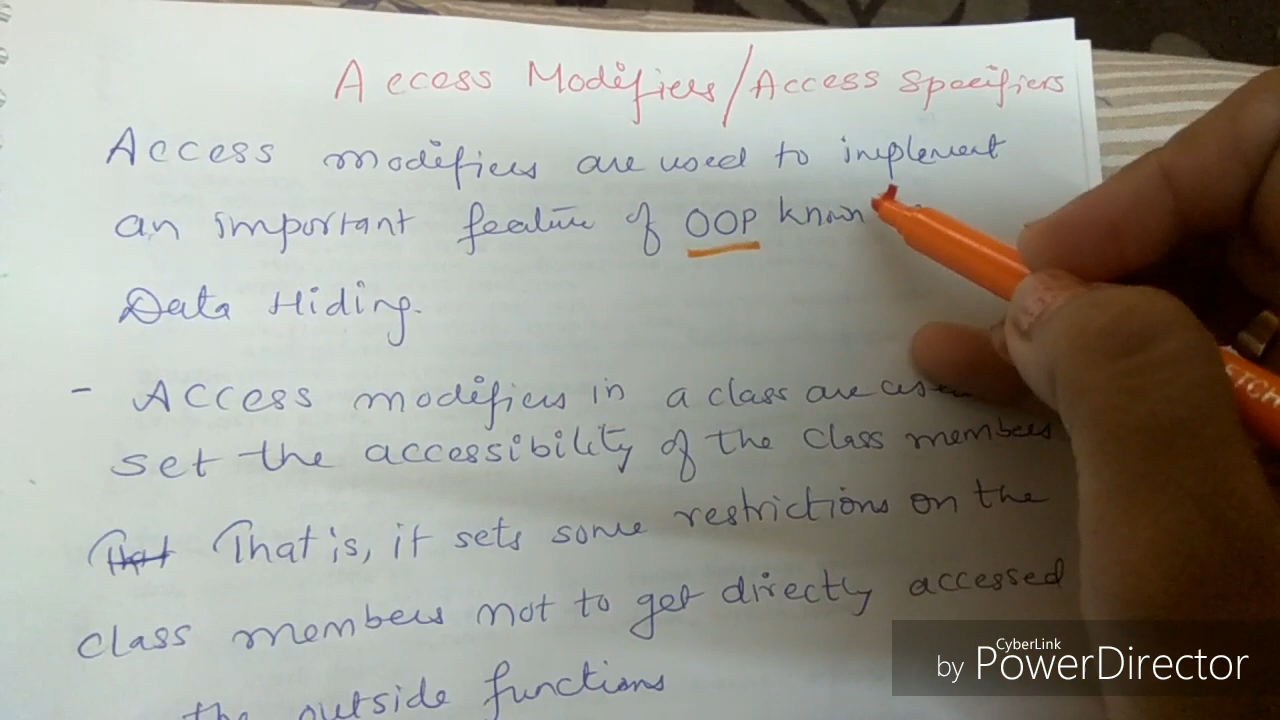 Access Modifiers/Access Specifiers
Access modifiers are used to implement
an important feature of OOP known
Data Hiding.
- Access modifiers in a class are
set the accessibility of the class members
That That is, it sets some restrictions on the
class members not to get directly accessed
the outside functions
ETCH
CyberLink
by PowerDirector